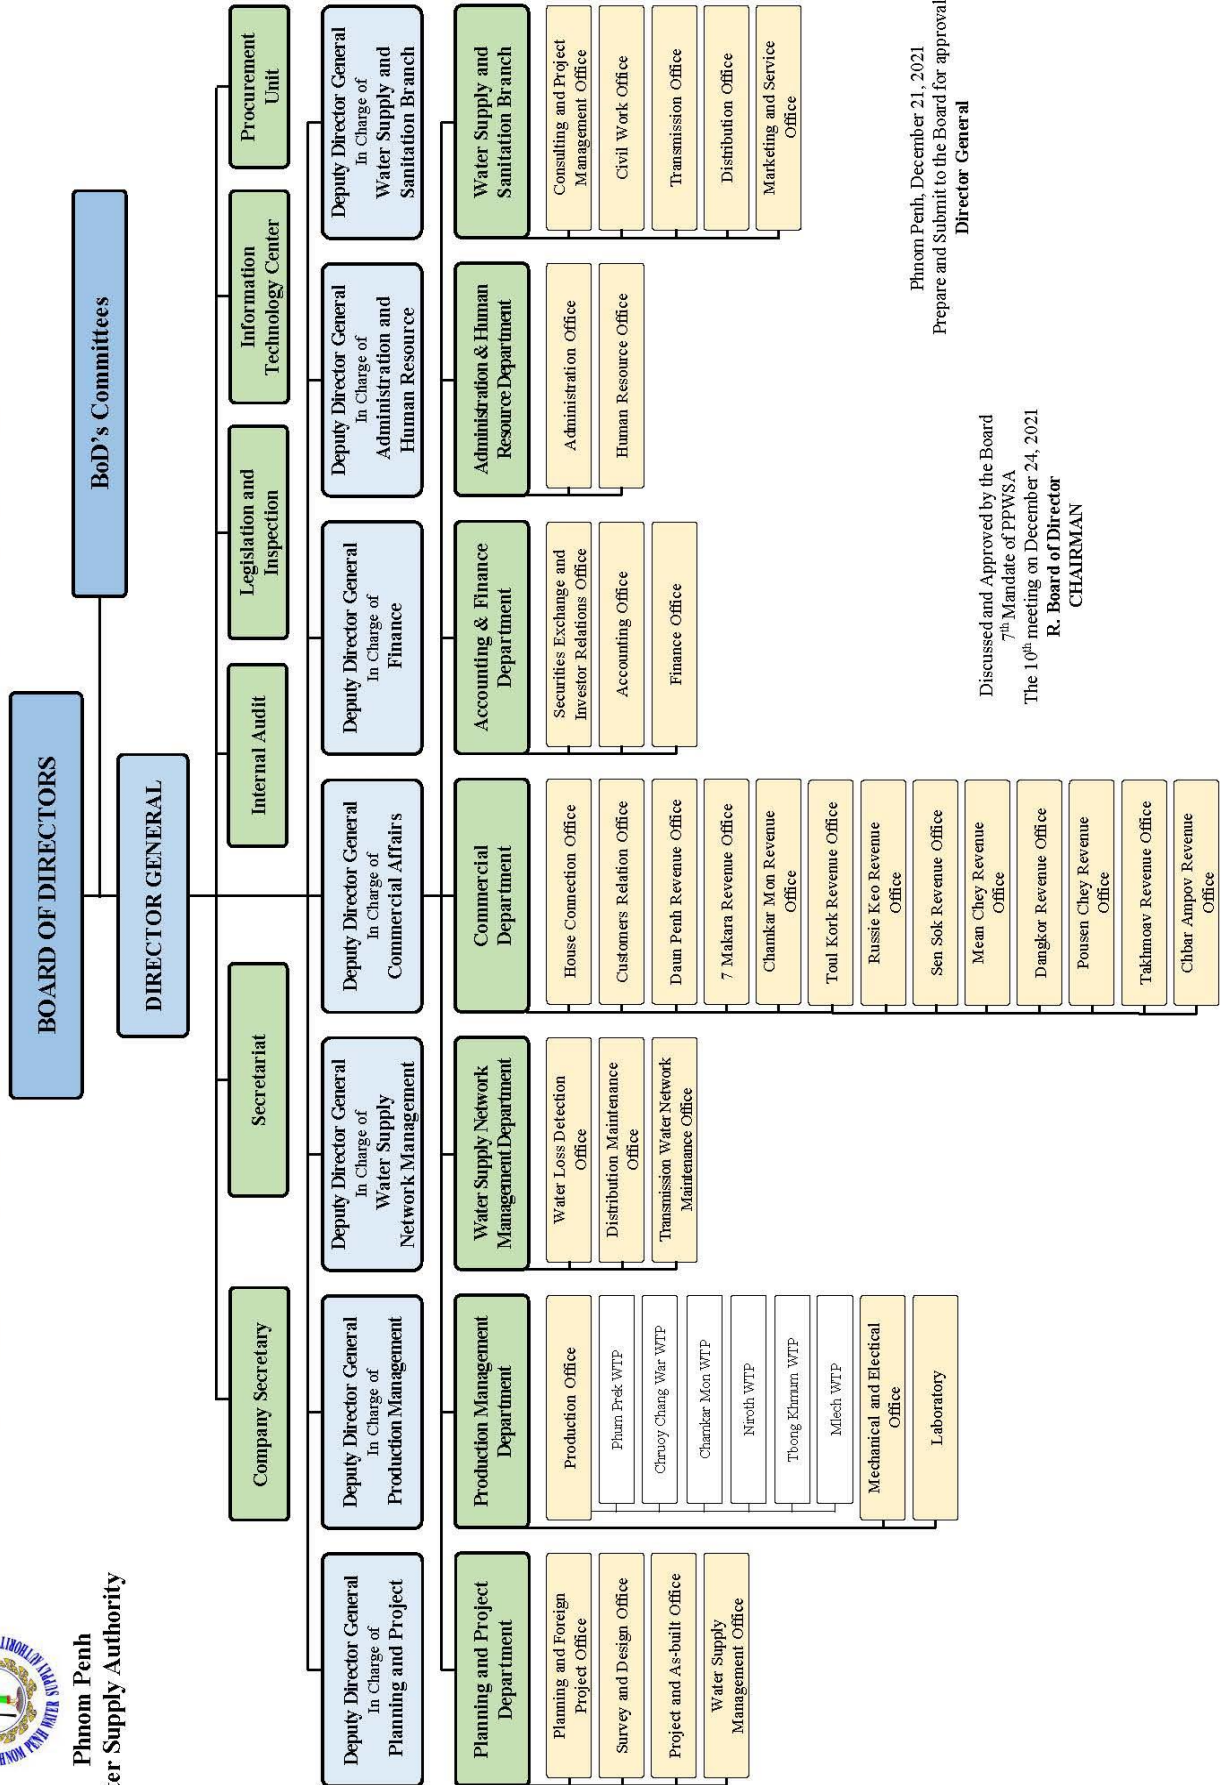 PHNOM PENH WATER SUPPLY AUTHORITY
Phnom Penh
Supply Authority
BOARD OF DIRECTORS
BoD's Committees
DIRECTOR GENERAL
Company Secretary
Secretariat
Internal Audit
Legislation and
Inspection
Information
Technology Center
Procurement
Unit
Deputy Director General
In Charge of
Planning and Project
Deputy Director General
In Charge of
Production Management
Deputy Director General
In Charge of
Water Supply
Network Management
Deputy Director General
In Charge of
Commercial Affairs
Deputy Director General
In Charge of
Finance
Deputy Director General
In Charge of
Administration and
Human Resource
Deputy Director General
In Charge of
Water Supply and
Sanitation Branch
Planning and Project
Department
Planning and Foreign
Project Office
Survey and Design Office
Project and As-built Office
Water Supply
Management Office
Production Management
Department
Production Office
Phum Prek WTP
Chruoy Chang War WTP
Chamkar Mon WTP
Niroth WTP
Tbong Khmum WTP
Mlech WTP
Mechanical and Electical
Office
Laboratory
Water Supply Network
Management Department
Water Loss Detection
Office
Distribution Maintenance
Office
Transmission Water Network
Maintenance Office
Commercial
Department
House Connection Office
Customers Relation Office
Daun Penh Revenue Office
7 Makara Revenue Office
Chamkar Mon Revenue
Office
Toul Kork Revenue Office
Russie Keo Revenue
Office
Sen Sok Revenue Office
Mean Chey Revenue
Office
Dangkor Revenue Office
Pousen Chey Revenue
Office
Takhmoav Revenue Office
Chbar Ampov Revenue
Office
Accounting & Finance
Department
Securities Exchange and
Investor Relations Office
Accounting Office
Finance Office
Administration & Human
Resource Department
Administration Office
Human Resource Office
Water Supply and
Sanitation Branch
Consulting and Project
Management Office
Civil Work Office
Transmission Office
Distribution Office
Marketing and Service
Office
Discussed and Approved by the Board
7th Mandate of PPWSA
The 10th meeting on December 24, 2021
R. Board of Director
CHAIRMAN
Phnom Penh, December 21, 2021
Prepare and Submit to the Board for approval
Director General